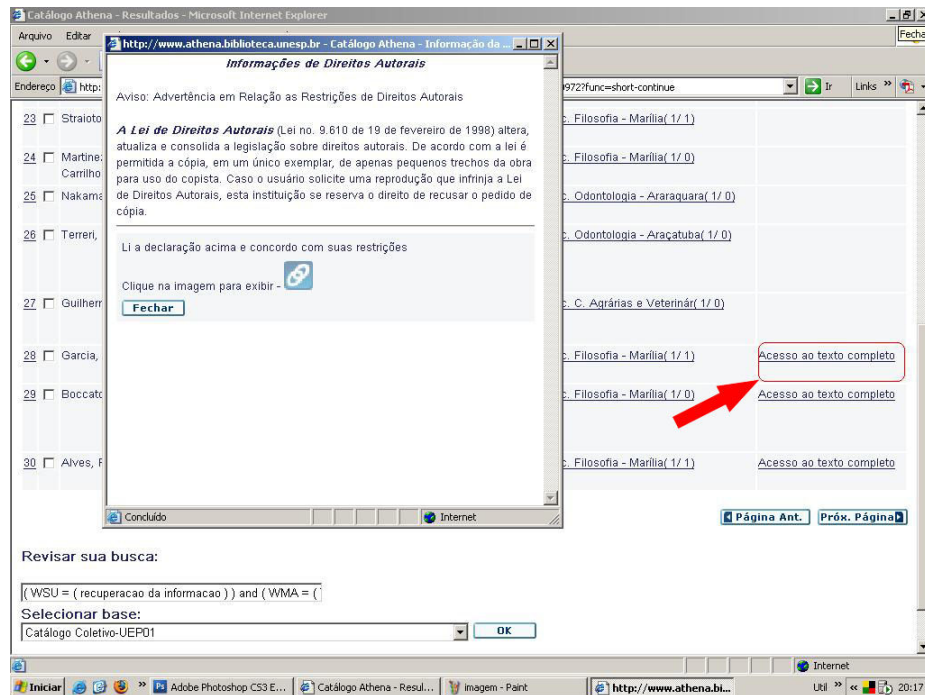 Catálogo Athena - Resultados - Microsoft Internet Explorer
Arquivo Editar
Fecha
Endereço http:
972?func=short-continue
Ir Links »
http://www.athena.biblioteca.unesp.br - Catálogo Athena - Informação da ...
Informações de Direitos Autorais
Aviso: Advertência em Relação as Restrições de Direitos Autorais
A Lei de Direitos Autorais (Lei no. 9.610 de 19 de fevereiro de 1998) altera,
atualiza e consolida a legislação sobre direitos autorais. De acordo com a lei é
permitida a cópia, em um único exemplar, de apenas pequenos trechos da obra
para uso do copista. Caso o usuário solicite uma reprodução que infrinja a Lei
de Direitos Autorais, esta instituição se reserva o direito de recusar o pedido de
cópia.
Li a declaração acima e concordo com suas restrições
Clique na imagem para exibir -
Fechar
Concluído Internet
23 Straioto c. Filosofia - Marília( 1/ 1)
24 Martine c. Filosofia - Marília( 1/ 0)
Carrilho
25 Nakama c. Odontologia - Araraquara( 1/ 0)
26 Terreri, c. Odontologia - Araçatuba( 1/ 0)
27 Guilherm c. C. Agrárias e Veterinár( 1/ 0)
28 Garcia, c. Filosofia - Marília( 1/ 1) Acesso ao texto completo
29 Boccato c. Filosofia - Marília( 1/ 0) Acesso ao texto completo
30 Alves, F c. Filosofia - Marília( 1/ 1) Acesso ao texto completo
Página Ant. Próx. Página
Revisar sua busca:
( WSU = ( recuperacao da informacao ) ) and ( WMA = (
Selecionar base:
Catálogo Coletivo-UEP01 OK
Internet
Iniciar » Adobe Photoshop CS3 E... Catálogo Athena - Resul... imagem - Paint http://www.athena.bi... Util » « 20:17